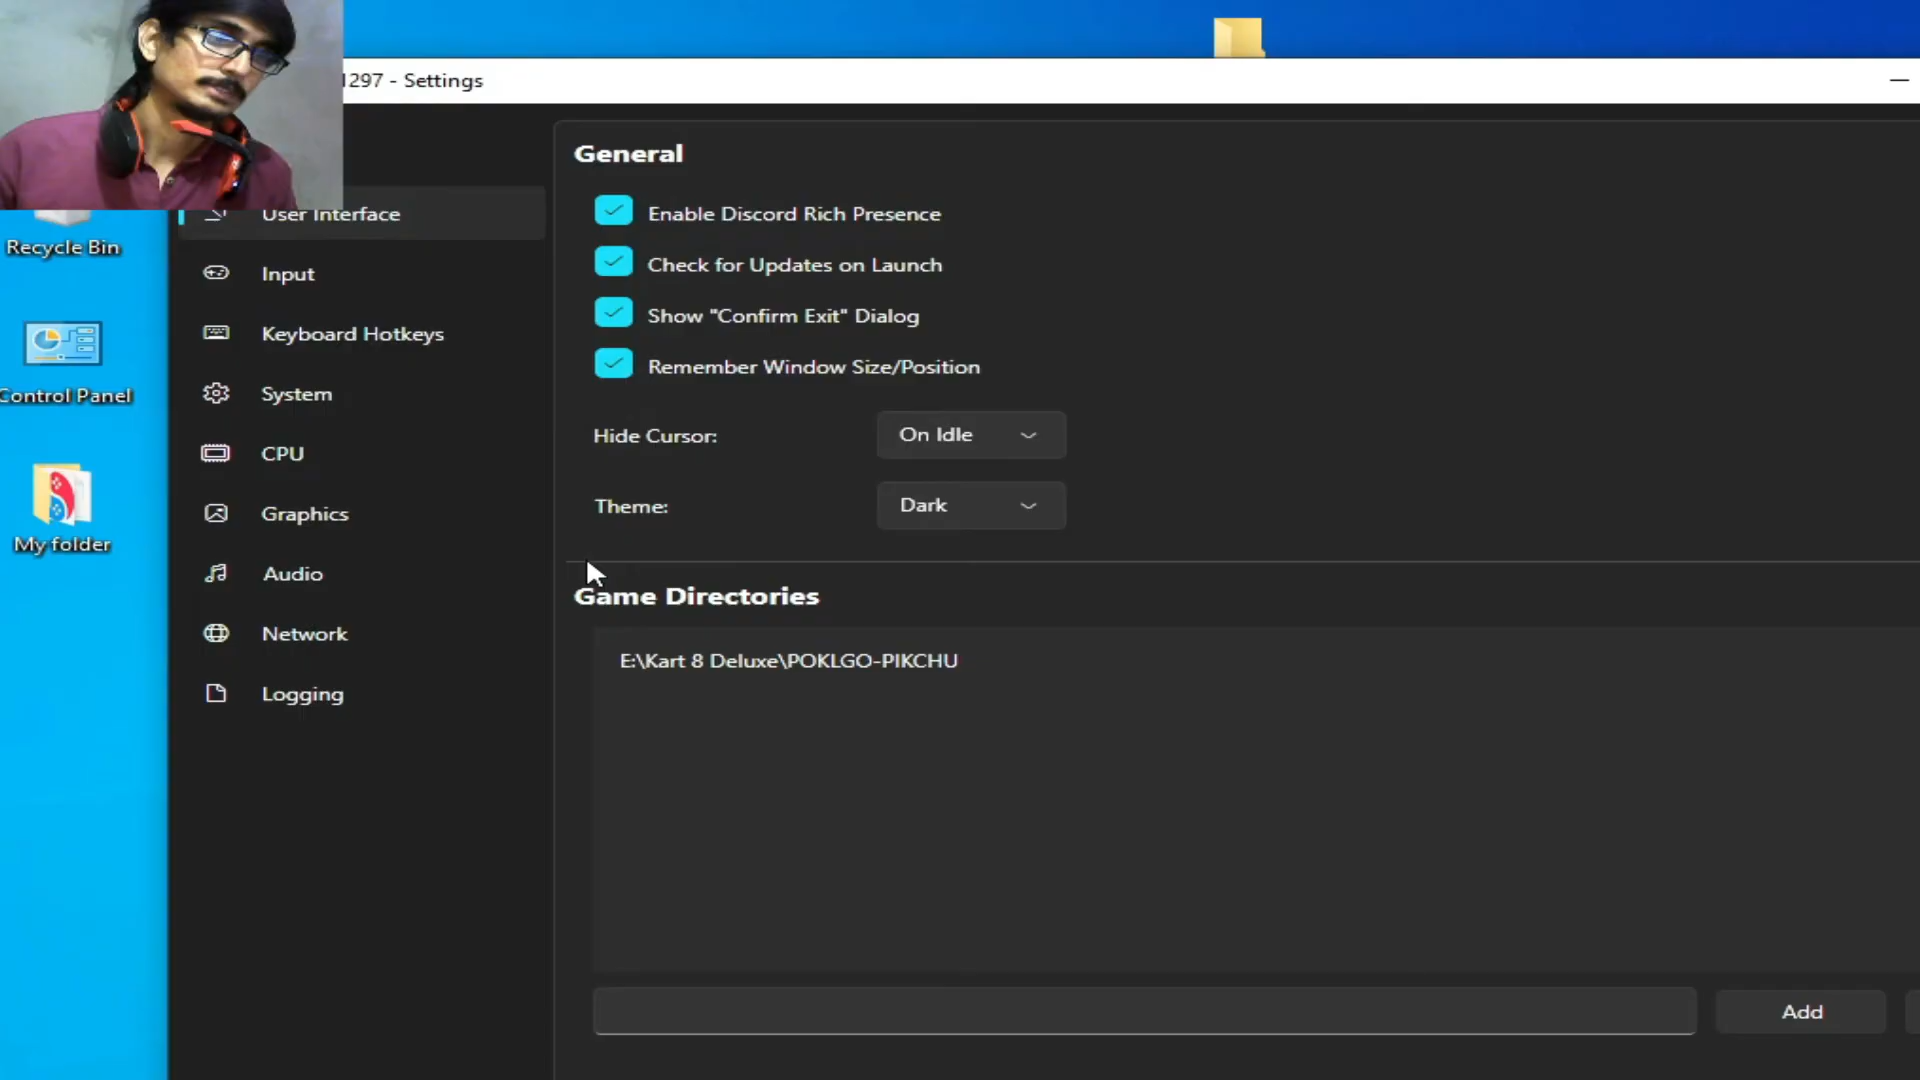 1297 - Settings
General
User Interface
Enable Discord Rich Presence
Recycle Bin
Input
Check for Updates on Launch
Keyboard Hotkeys
Show "Confirm Exit" Dialog
Control Panel
System
Remember Window Size/Position
CPU
Hide Cursor:
On Idle
Graphics
Theme:
Dark
My folder
Audio
Game Directories
Network
E:\Kart 8 Deluxe\POKLGO-PIKCHU
Logging
Add